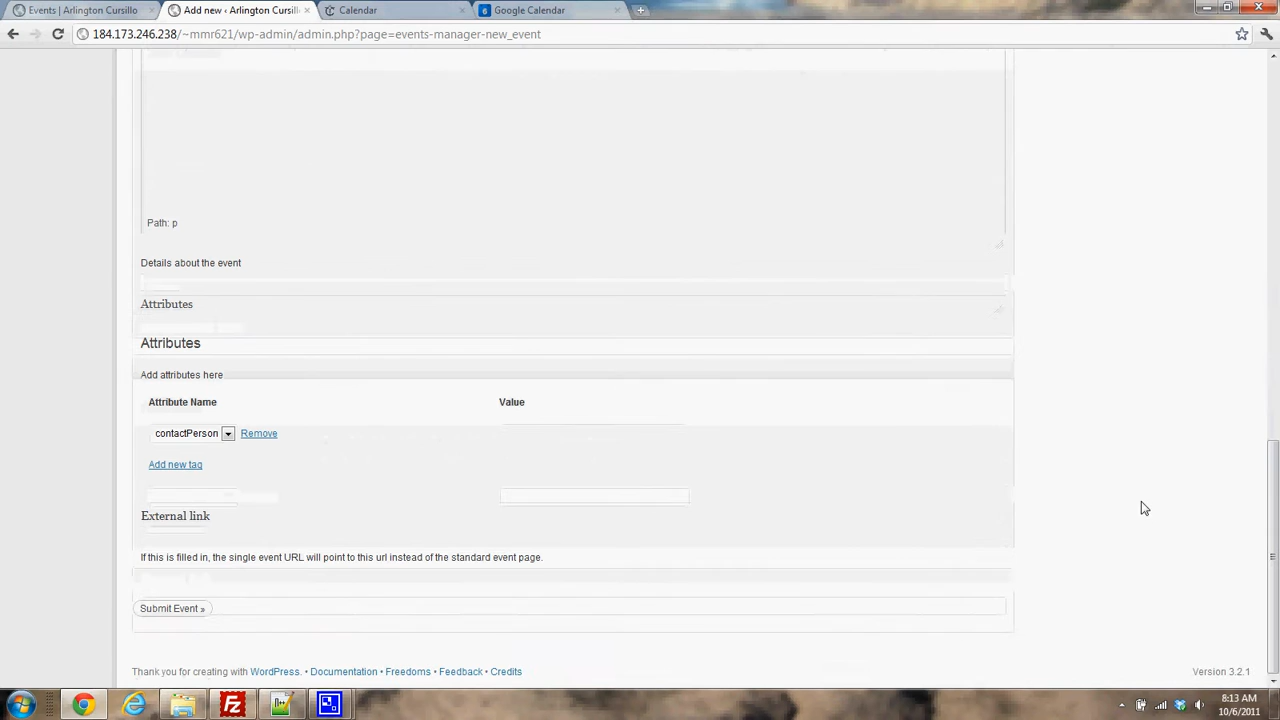 Events | Arlington Cursillo
Add new ‹ Arlington Cursill
Calendar
6 Google Calendar
184.173.246.238/~mmr621/wp-admin/admin.php?page=events-manager-new_event
Path: p
Details about the event
Attributes
Attributes
Add attributes here
Attribute Name Value
contactPerson Remove
Add new tag
External link
If this is filled in, the single event URL will point to this url instead of the standard event page.
Submit Event »
Thank you for creating with WordPress. • Documentation • Freedoms • Feedback • Credits
Version 3.2.1
8:13 AM
10/6/2011